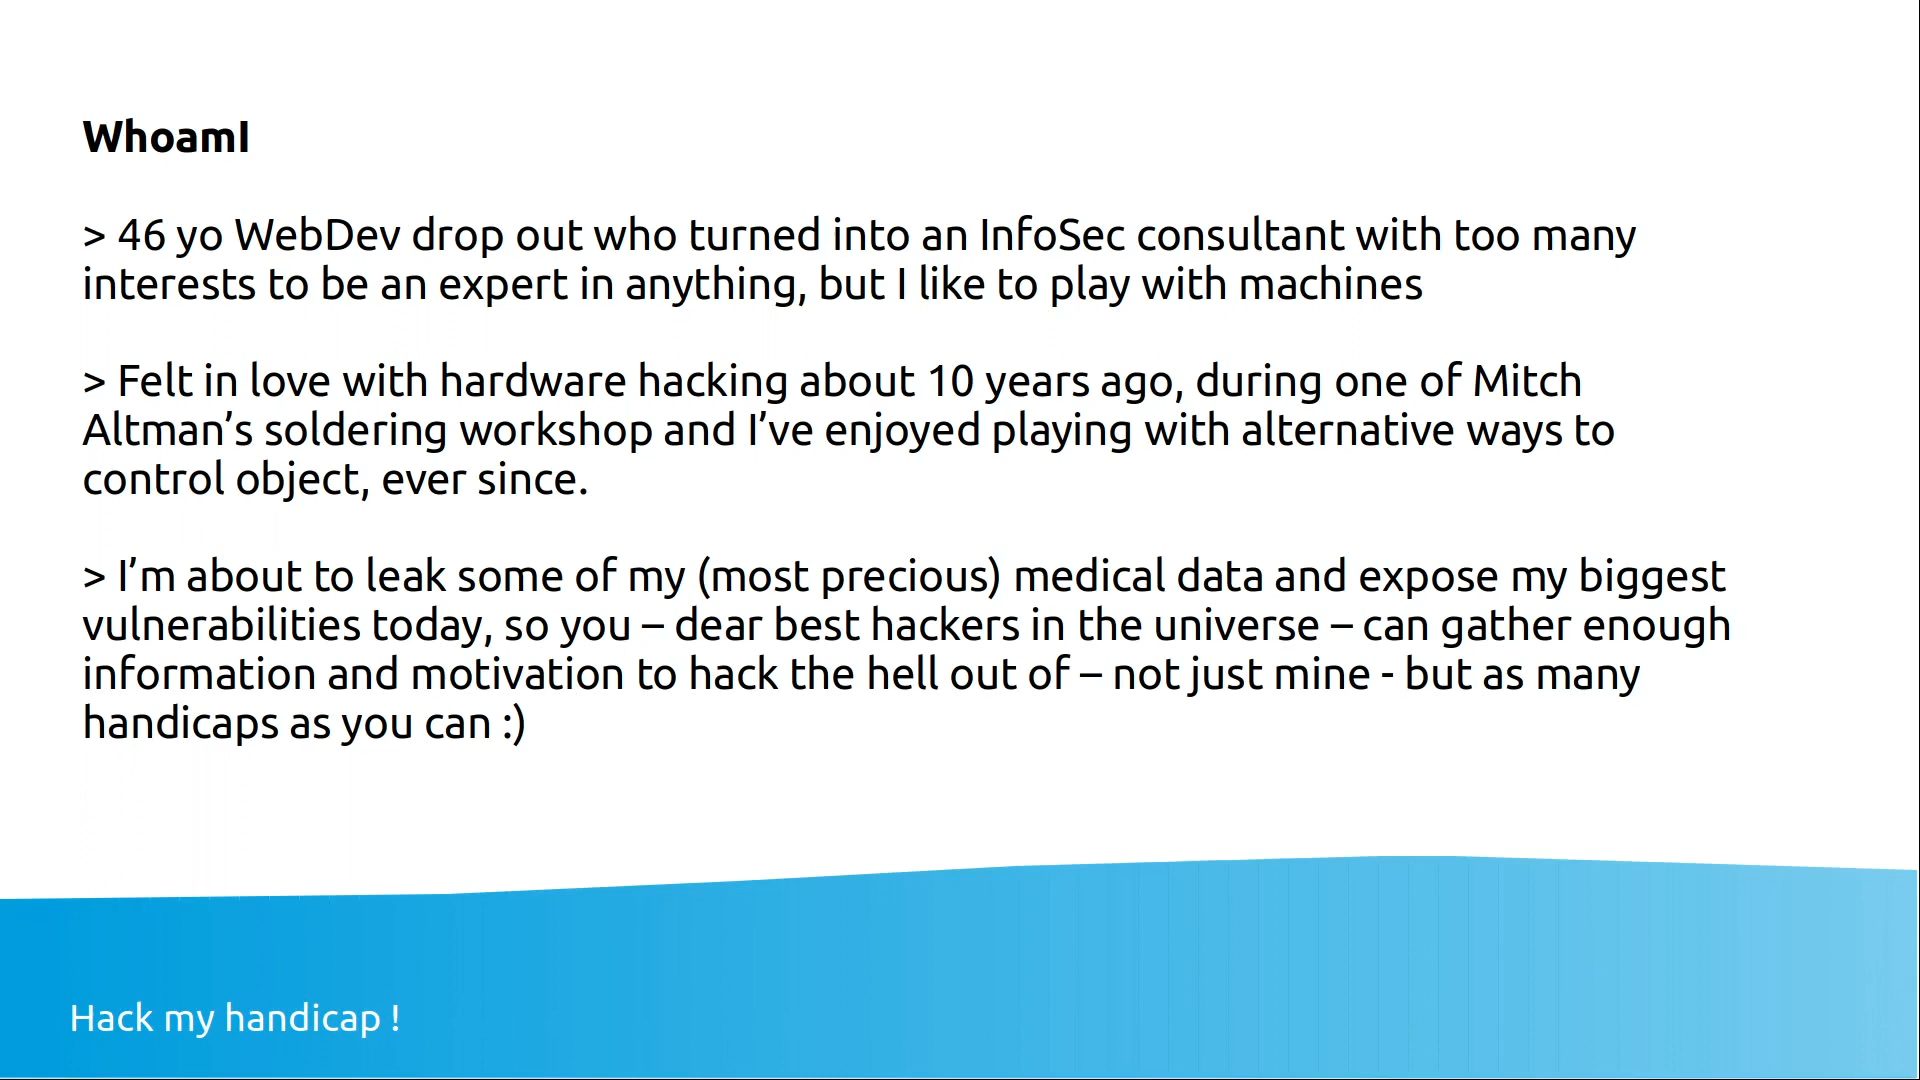 WhoamI
> 46 yo WebDev drop out who turned into an InfoSec consultant with too many
interests to be an expert in anything, but I like to play with machines
> Felt in love with hardware hacking about 10 years ago, during one of Mitch
Altman’s soldering workshop and I’ve enjoyed playing with alternative ways to
control object, ever since.
> I’m about to leak some of my (most precious) medical data and expose my biggest
vulnerabilities today, so you – dear best hackers in the universe – can gather enough
information and motivation to hack the hell out of – not just mine - but as many
handicaps as you can :)
Hack my handicap !